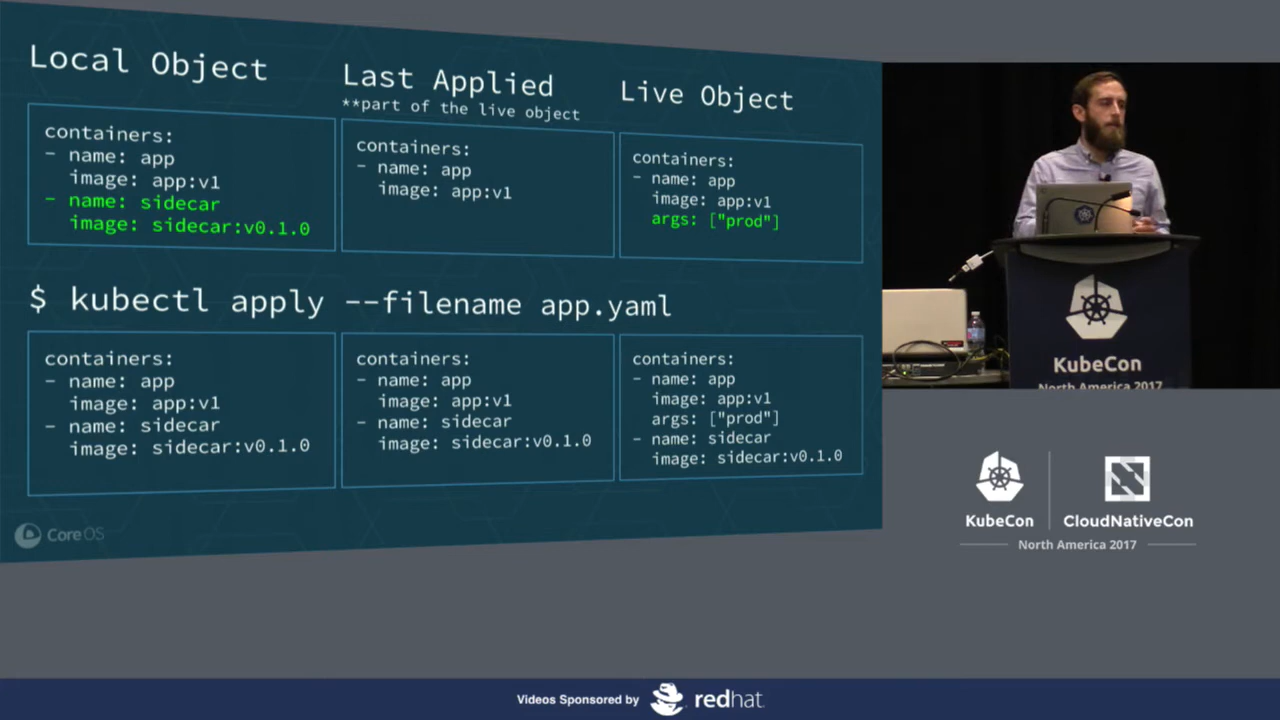 Local Object
containers:
- name: app
image: app:v1
- name: sidecar
image: sidecar:v0.1.0
Last Applied
**part of the live object
containers:
- name: app
image: app:v1
Live Object
containers:
- name: app
image: app:v1
args: ["prod"]
$ kubectl apply --filename app.yaml
containers:
- name: app
image: app:v1
- name: sidecar
image: sidecar:v0.1.0
containers:
- name: app
image: app:v1
- name: sidecar
image: sidecar:v0.1.0
containers:
- name: app
image: app:v1
args: ["prod"]
- name: sidecar
image: sidecar:v0.1.0
CoreOS
KubeCon
North America 2017
KubeCon
CloudNativeCon
North America 2017
Videos Sponsored by
redhat